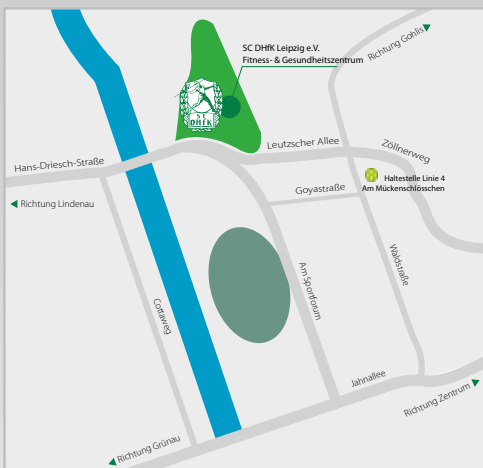 SC DHfK Leipzig e.V.
Fitness- & Gesundheitszentrum
Richtung Gohlis
SC
DHfK
Leutzscher Allee
Zöllnerweg
Hans-Driesch-Straße
Haltestelle Linie 4
Am Mückenschlösschen
Goyastraße
Richtung Lindenau
Waldstraße
Am Sportforum
Cottaweg
Jahnallee
Richtung Zentrum
Richtung Grünau